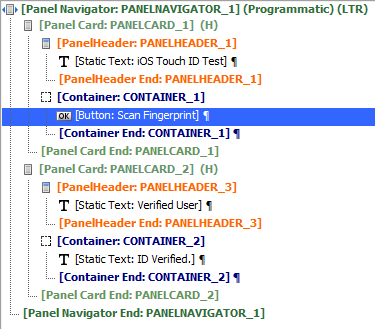 [Panel Navigator: PANELNAVIGATOR_1] (Programmatic) (LTR)
[Panel Card: PANELCARD_1] (H)
[PanelHeader: PANELHEADER_1]
T [Static Text: iOS Touch ID Test] ¶
[PanelHeader End: PANELHEADER_1]
[Container: CONTAINER_1]
OK [Button: Scan Fingerprint] ¶
[Container End: CONTAINER_1] ¶
[Panel Card End: PANELCARD_1]
[Panel Card: PANELCARD_2] (H)
[PanelHeader: PANELHEADER_3]
T [Static Text: Verified User] ¶
[PanelHeader End: PANELHEADER_3]
[Container: CONTAINER_2]
T [Static Text: ID Verified.] ¶
[Container End: CONTAINER_2] ¶
[Panel Card End: PANELCARD_2]
[Panel Navigator End: PANELNAVIGATOR_1]